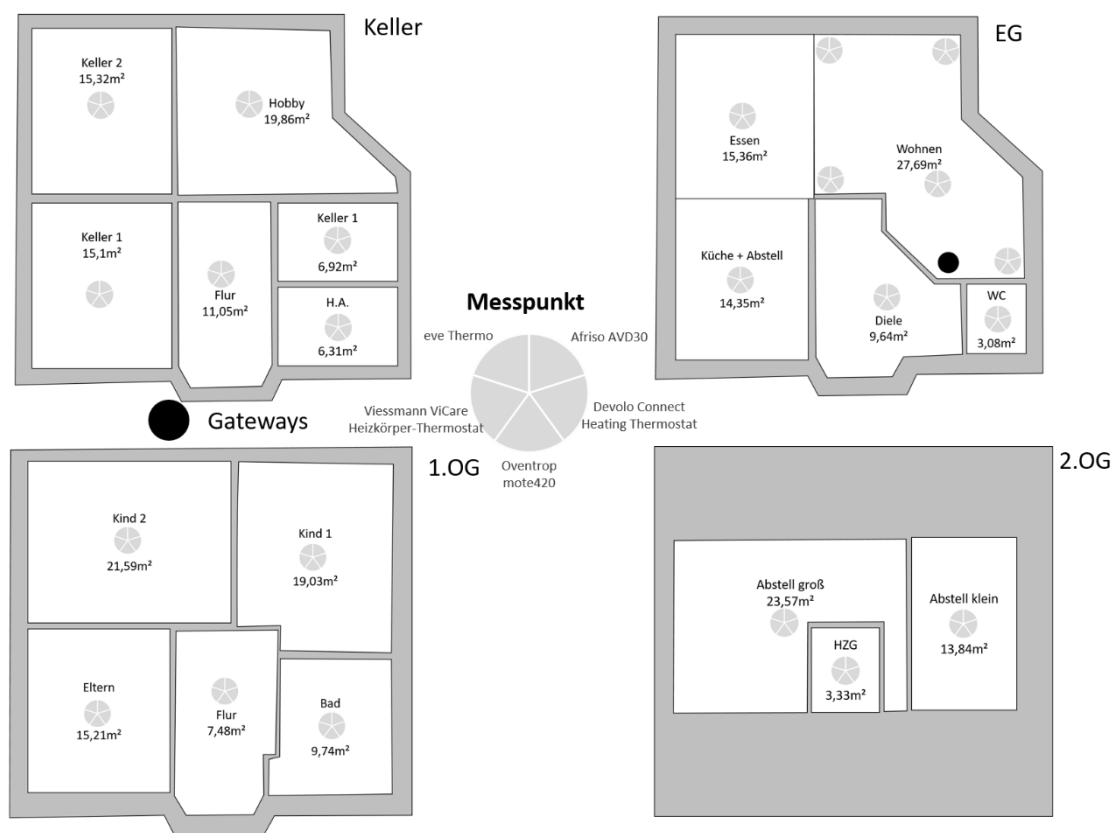 Keller
Keller 2
15,32m²
Hobby
19,86m²
Keller 1
15,1m²
Flur
11,05m²
Keller 1
6,92m²
H.A.
6,31m²
EG
Essen
15,36m²
Wohnen
27,69m²
Küche + Abstell
14,35m²
Diele
9,64m²
WC
3,08m²
Messpunkt
eve Thermo
Afriso AVD30
Viessmann ViCare
Heizkörper-Thermostat
Devolo Connect
Heating Thermostat
Oventrop
mote420
Gateways
1.OG
Kind 2
21,59m²
Kind 1
19,03m²
Eltern
15,21m²
Flur
7,48m²
Bad
9,74m²
2.OG
Abstell groß
23,57m²
HZG
3,33m²
Abstell klein
13,84m²